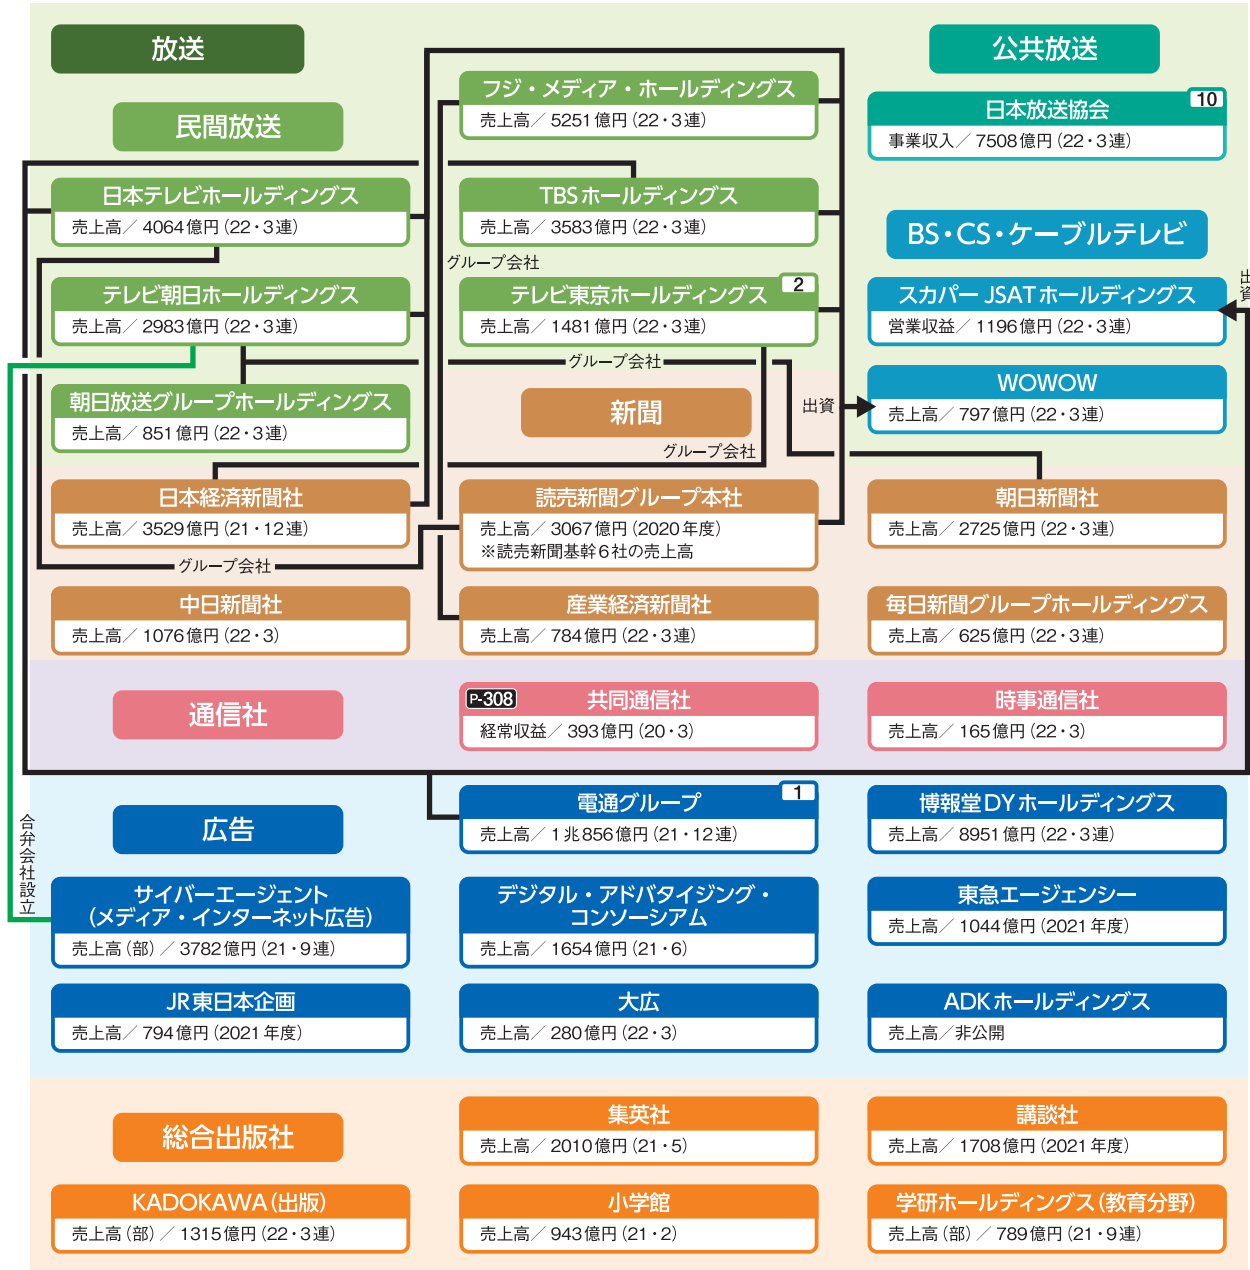 放送
公共放送
民間放送
フジ・メディア・ホールディングス
売上高／5251億円（22・3連）
10
日本放送協会
事業収入／7508億円（22・3連）
日本テレビホールディングス
売上高／4064億円（22・3連）
TBSホールディングス
売上高／3583億円（22・3連）
BS・CS・ケーブルテレビ
グループ会社
テレビ朝日ホールディングス
売上高／2983億円（22・3連）
2
テレビ東京ホールディングス
売上高／1481億円（22・3連）
スカパーJSATホールディングス
営業収益／1196億円（22・3連）
出資
グループ会社
朝日放送グループホールディングス
売上高／851億円（22・3連）
新聞
出資
WOWOW
売上高／797億円（22・3連）
グループ会社
日本経済新聞社
売上高／3529億円（21・12連）
読売新聞グループ本社
売上高／3067億円（2020年度）
※読売新聞基幹6社の売上高
朝日新聞社
売上高／2725億円（22・3連）
グループ会社
中日新聞社
売上高／1076億円（22・3）
産業経済新聞社
売上高／784億円（22・3連）
毎日新聞グループホールディングス
売上高／625億円（22・3連）
通信社
P-308
共同通信社
経常収益／393億円（20・3）
時事通信社
売上高／165億円（22・3）
広告
1
電通グループ
売上高／1兆856億円（21・12連）
博報堂DYホールディングス
売上高／8951億円（22・3連）
合弁会社設立
サイバーエージェント
（メディア・インターネット広告）
売上高（部）／3782億円（21・9連）
デジタル・アドバタイジング・
コンソーシアム
売上高／1654億円（21・6）
東急エージェンシー
売上高／1044億円（2021年度）
JR東日本企画
売上高／794億円（2021年度）
大広
売上高／280億円（22・3）
ADKホールディングス
売上高／非公開
総合出版社
集英社
売上高／2010億円（21・5）
講談社
売上高／1708億円（2021年度）
KADOKAWA（出版）
売上高（部）／1315億円（22・3連）
小学館
売上高／943億円（21・2）
学研ホールディングス（教育分野）
売上高（部）／789億円（21・9連）